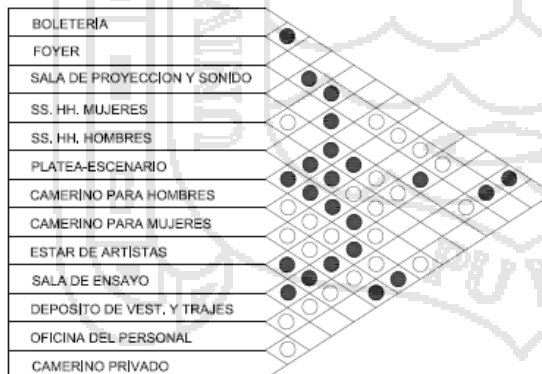 BOLETERÍA
FOYER
SALA DE PROYECCION Y SONIDO
SS. HH. MUJERES
SS. HH. HOMBRES
PLATEA-ESCENARIO
CAMERINO PARA HOMBRES
CAMERINO PARA MUJERES
ESTAR DE ARTISTAS
SALA DE ENSAYO
DEPOSITO DE VEST. Y TRAJES
OFICINA DEL PERSONAL
CAMERINO PRIVADO